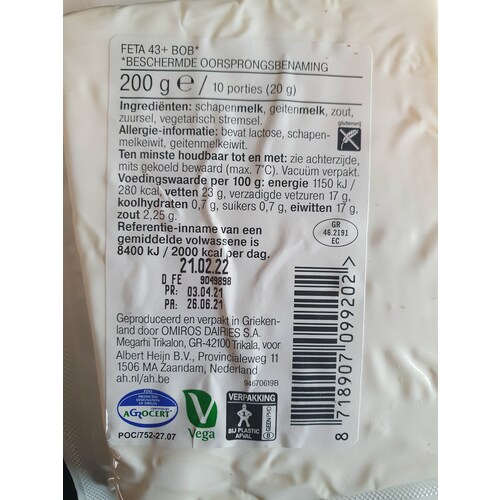 FETA 43+ BOB*
*BESCHERMDE OORSPRONGSBENAMING
200 g ℮ / 10 porties (20 g)
Ingrediënten: schapenmelk, geitenmelk, zout,
zuursel, vegetarisch stremsel.
glutenvrij
Allergie-informatie: bevat lactose, schapen-
melkeiwit, geitenmelkeiwit.
Ten minste houdbaar tot en met: zie achterzijde,
mits gekoeld bewaard (max. 7°C). Vacuüm verpakt.
Voedingswaarde per 100 g: energie 1150 kJ /
280 kcal, vetten 23 g, verzadigde vetzuren 17 g,
koolhydraten 0,7 g, suikers 0,7 g, eiwitten 17 g,
zout 2,25 g.
Referentie-inname van een
gemiddelde volwassene is
8400 kJ / 2000 kcal per dag.
GR
46.2191
EC
21.02.22
D FE 9049898
PR: 03.04.21
PA: 26.06.21
Geproduceerd en verpakt in Grieken-
land door OMIROS DAIRIES S.A.
Megarhi Trikalon, GR-42100 Trikala, voor
Albert Heijn B.V., Provincialeweg 11
1506 MA Zaandam, Nederland
ah.nl/ah.be
94670619B
8 718907 099202 >
AGROCERT
POC/752-27.07
V
Vega
VERPAKKING
BIJ PLASTIC
AFVAL
GEEN PVC